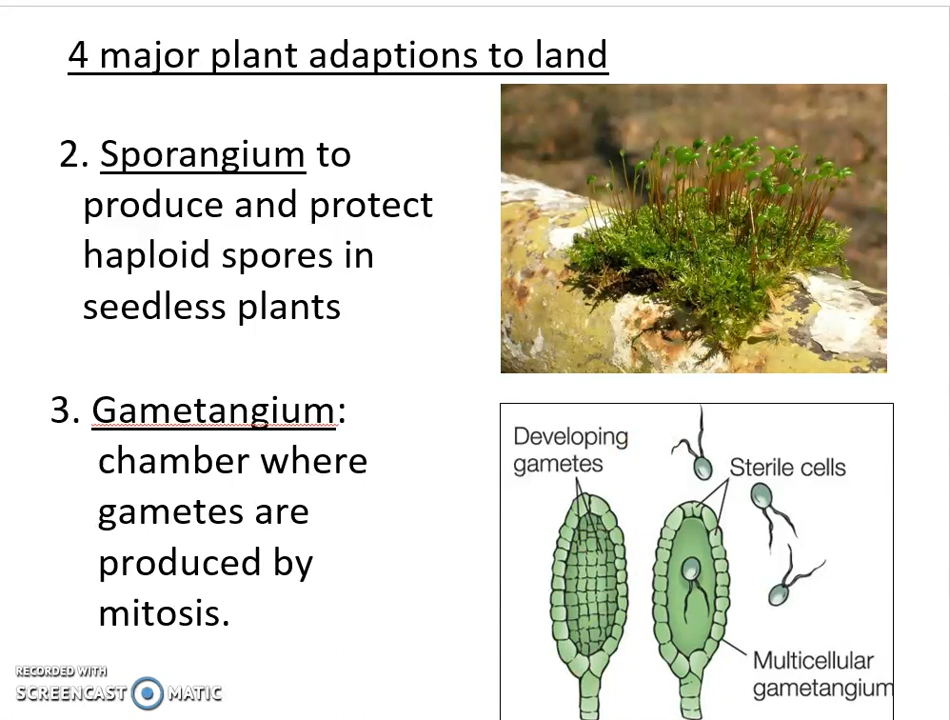 4 major plant adaptions to land
2. Sporangium to
produce and protect
haploid spores in
seedless plants
3. Gametangium:
chamber where
gametes are
produced by
mitosis.
Developing
gametes
Sterile cells
Multicellular
gametangium
RECORDED WITH
SCREENCAST MATIC